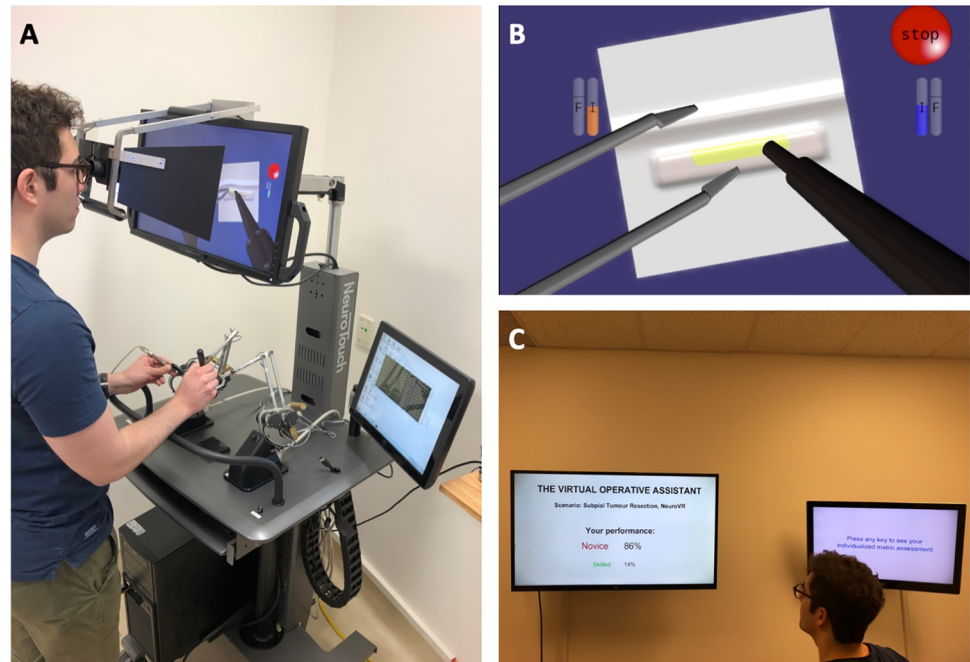 A
NeuroTouch
B
stop
F I
I F
C
THE VIRTUAL OPERATIVE ASSISTANT
Scenario: Subpial Tumour Resection, NeuroVR
Your performance:
Novice 86%
Skilled 14%
Press any key to see your
individualized metric assessment